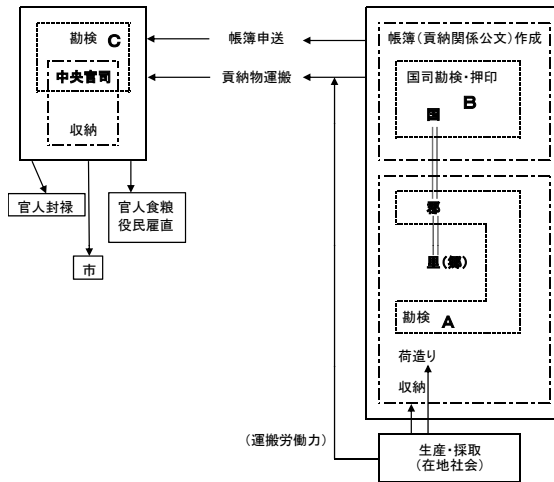 勘検 C
中央官司
収納
帳簿申送
貢納物運搬
官人封禄
官人食粮
役民雇直
市
帳簿(貢納関係公文)作成
国司勘検・押印
B
国
郡
里(郷)
勘検 A
荷造り
収納
(運搬労働力)
生産・採取
(在地社会)